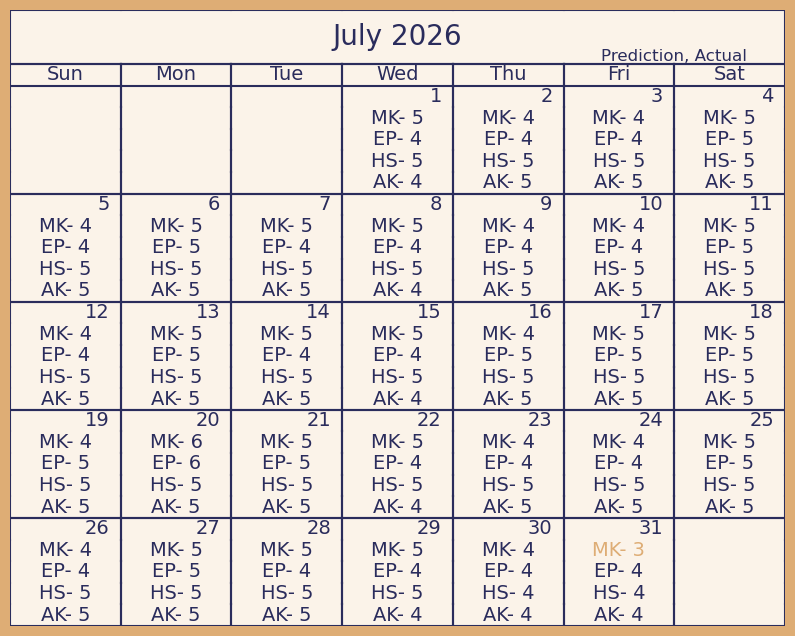 July 2026
Prediction, Actual
Sun Mon Tue Wed Thu Fri Sat
1 2 3 4
MK- 5 MK- 4 MK- 4 MK- 5
EP- 4 EP- 4 EP- 4 EP- 5
HS- 5 HS- 5 HS- 5 HS- 5
AK- 4 AK- 5 AK- 5 AK- 5
5 6 7 8 9 10 11
MK- 4 MK- 5 MK- 5 MK- 5 MK- 4 MK- 4 MK- 5
EP- 4 EP- 5 EP- 4 EP- 4 EP- 4 EP- 4 EP- 5
HS- 5 HS- 5 HS- 5 HS- 5 HS- 5 HS- 5 HS- 5
AK- 5 AK- 5 AK- 5 AK- 4 AK- 5 AK- 5 AK- 5
12 13 14 15 16 17 18
MK- 4 MK- 5 MK- 5 MK- 5 MK- 4 MK- 5 MK- 5
EP- 4 EP- 5 EP- 4 EP- 4 EP- 5 EP- 5 EP- 5
HS- 5 HS- 5 HS- 5 HS- 5 HS- 5 HS- 5 HS- 5
AK- 5 AK- 5 AK- 5 AK- 4 AK- 5 AK- 5 AK- 5
19 20 21 22 23 24 25
MK- 4 MK- 6 MK- 5 MK- 5 MK- 4 MK- 4 MK- 5
EP- 5 EP- 6 EP- 5 EP- 4 EP- 4 EP- 4 EP- 5
HS- 5 HS- 5 HS- 5 HS- 5 HS- 5 HS- 5 HS- 5
AK- 5 AK- 5 AK- 5 AK- 4 AK- 5 AK- 5 AK- 5
26 27 28 29 30 31
MK- 4 MK- 5 MK- 5 MK- 5 MK- 4 MK- 3
EP- 4 EP- 5 EP- 4 EP- 4 EP- 4 EP- 4
HS- 5 HS- 5 HS- 5 HS- 5 HS- 4 HS- 4
AK- 5 AK- 5 AK- 5 AK- 4 AK- 4 AK- 4